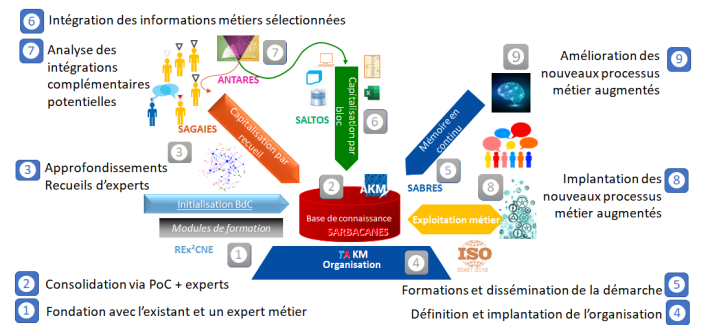 6 Intégration des informations métiers sélectionnées
7 Analyse des
intégrations
complémentaires
potentielles
ANTARES
7
SAGAIES
Capitalisation par
recueil
3
SALTOS
Capitalisation par
bloc
6
9
Amélioration des
nouveaux processus
métier augmentés
9
Mémoire en
continu
5
SABRES
3 Approfondissements
Recueils d'experts
Initialisation BdC
Modules de formation
REx²CNE
1
2
AKM
Base de connaissance
SARBACANES
8
Exploitation métier
Implantation des
nouveaux processus
métier augmentés
8
TA KM
Organisation
4
ISO
30401:2018
2 Consolidation via PoC + experts
1 Fondation avec l'existant et un expert métier
Formations et dissémination de la démarche 5
Définition et implantation de l'organisation 4